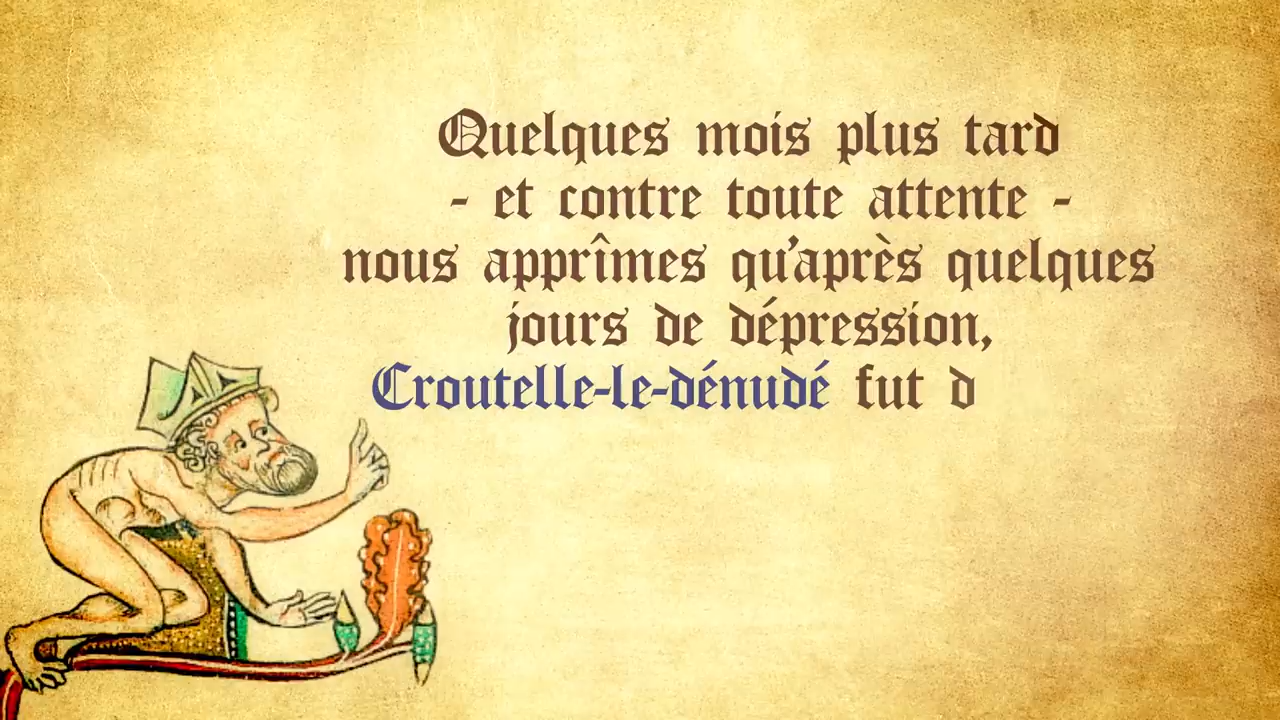 Quelques mois plus tard
- et contre toute attente -
nous apprîmes qu'après quelques
jours de dépression,
Croutelle-le-dénudé fut d